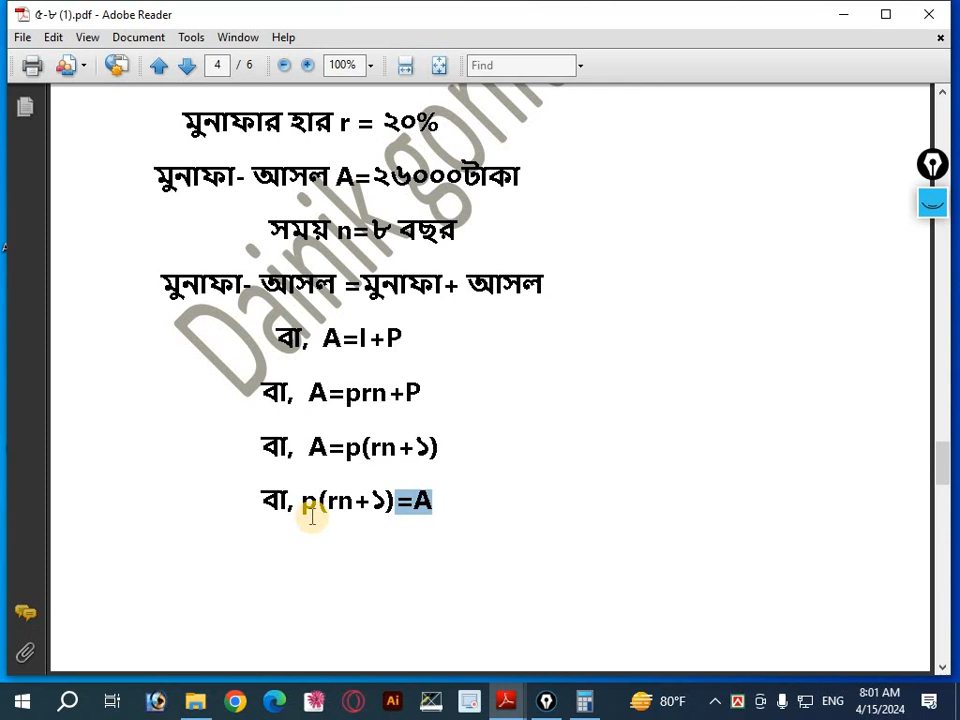 ৫-৮ (1).pdf - Adobe Reader
File Edit View Document Tools Window Help
4 / 6 100% Find
মুনাফার হার r = ২০%
মুনাফা- আসল A=২৬০০০টাকা
সময় n=৮ বছর
মুনাফা- আসল =মুনাফা+ আসল
বা, A=I+P
বা, A=prn+P
বা, A=p(rn+১)
বা, p(rn+১)=A
80°F ENG 8:01 AM
4/15/2024